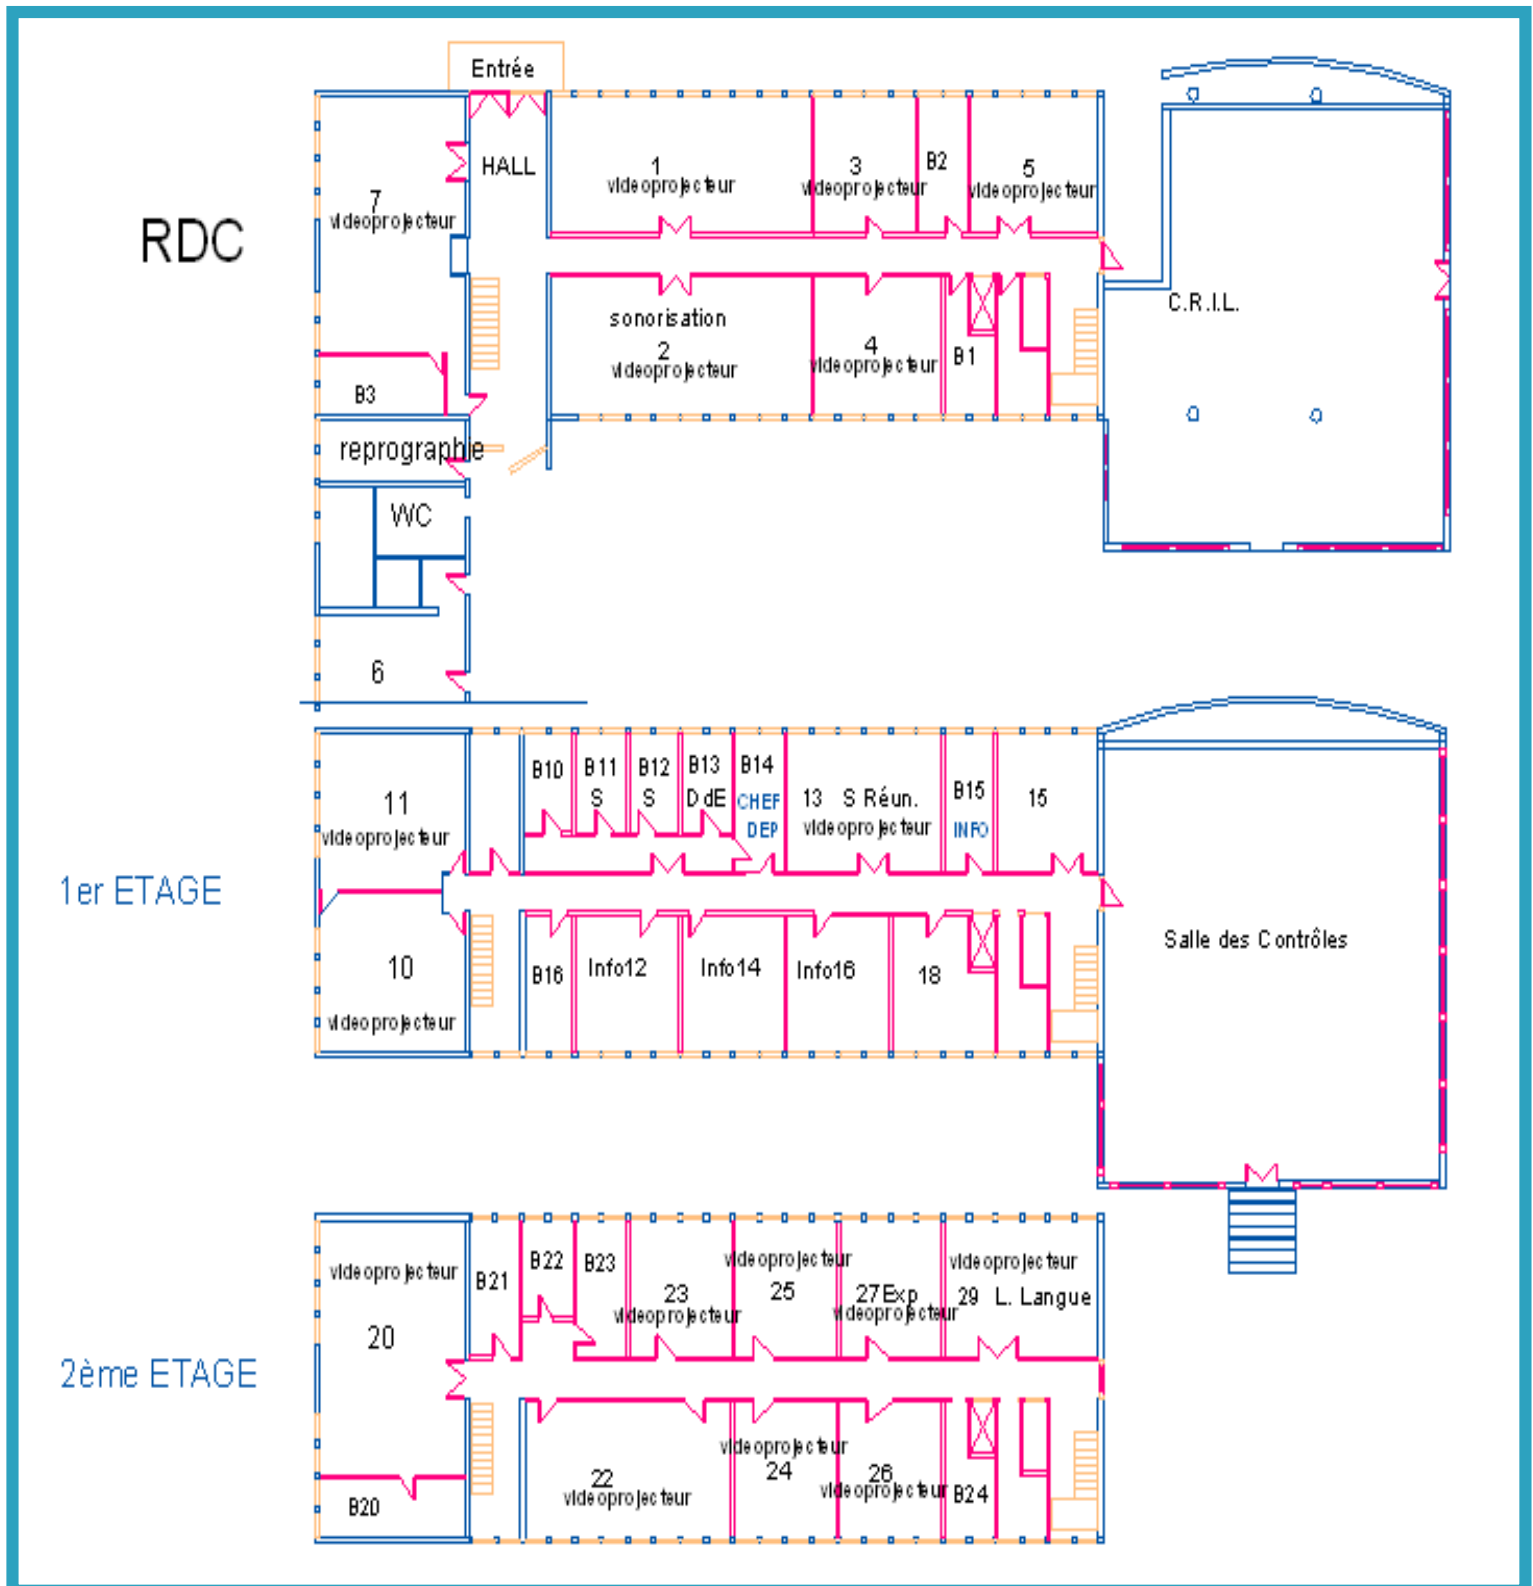 Entrée
HALL
1
videoprojecteur
3
videoprojecteur
B2
5
videoprojecteur
7
videoprojecteur
RDC
sonorisation
2
videoprojecteur
4
videoprojecteur
B1
C.R.I.L.
B3
reprographie
WC
6
B10
B11
S
B12
S
B13
D dE
B14
CHEF
DEP
13 S Réun.
videoprojecteur
B15
INFO
15
11
videoprojecteur
1er ETAGE
10
videoprojecteur
B16
Info12
Info14
Info16
18
Salle des Contrôles
videoprojecteur
20
B21
B22
B23
23
videoprojecteur
videoprojecteur
25
27Exp
videoprojecteur
videoprojecteur
29 L. Langue
2ème ETAGE
B20
22
videoprojecteur
videoprojecteur
24
26
videoprojecteur
B24